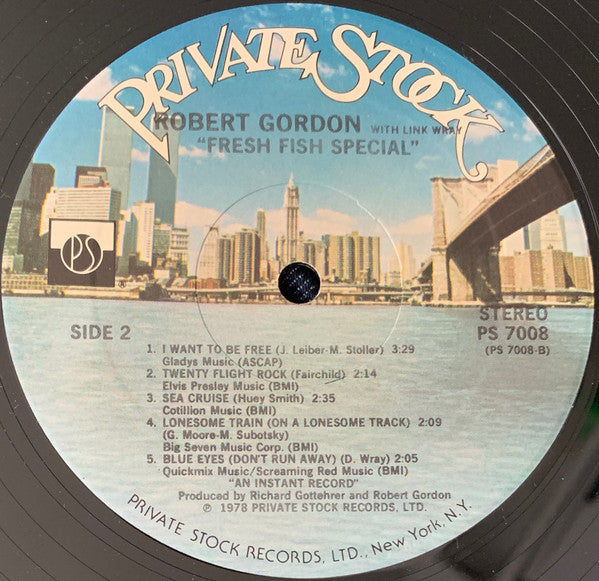 PRIVATE STOCK
ROBERT GORDON WITH LINK WRAY
"FRESH FISH SPECIAL"
PS
®
SIDE 2
STEREO
PS 7008
(PS 7008-B)
1. I WANT TO BE FREE (J. Leiber-M. Stoller) 3:29
Gladys Music (ASCAP)
2. TWENTY FLIGHT ROCK (Fairchild) 2:14
Elvis Presley Music (BMI)
3. SEA CRUISE (Huey Smith) 2:35
Cotillion Music (BMI)
4. LONESOME TRAIN (ON A LONESOME TRACK) 2:09
(G. Moore-M. Subotsky)
Big Seven Music Corp. (BMI)
5. BLUE EYES (DON'T RUN AWAY) (D. Wray) 2:05
Quickmix Music/Screaming Red Music (BMI)
"AN INSTANT RECORD"
Produced by Richard Gottehrer and Robert Gordon
℗ 1978 PRIVATE STOCK RECORDS, LTD.
PRIVATE STOCK RECORDS, LTD., New York, N.Y.